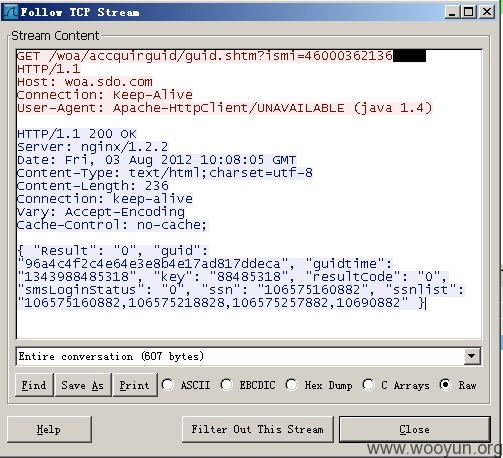 Follow TCP Stream
Stream Content
GET /woa/accquirguid/guid.shtm?ismi=46000362136
HTTP/1.1
Host: woa.sdo.com
Connection: Keep-Alive
User-Agent: Apache-HttpClient/UNAVAILABLE (java 1.4)
HTTP/1.1 200 OK
Server: nginx/1.2.2
Date: Fri, 03 Aug 2012 10:08:05 GMT
Content-Type: text/html;charset=utf-8
Content-Length: 236
Connection: keep-alive
Vary: Accept-Encoding
Cache-Control: no-cache;
{ "Result": "0", "guid":
"96a4c4f2c4e64e3e8b4e17ad817ddeca", "guidtime":
"1343988485318", "key": "88485318", "resultCode": "0",
"smsLoginStatus": "0", "ssn": "106575160882", "ssnlist":
"106575160882,106575218828,106575257882,10690882" }
Entire conversation (607 bytes)
Find Save As Print ASCII EBCDIC Hex Dump C Arrays Raw
Help Filter Out This Stream Close
www.wooyun.org